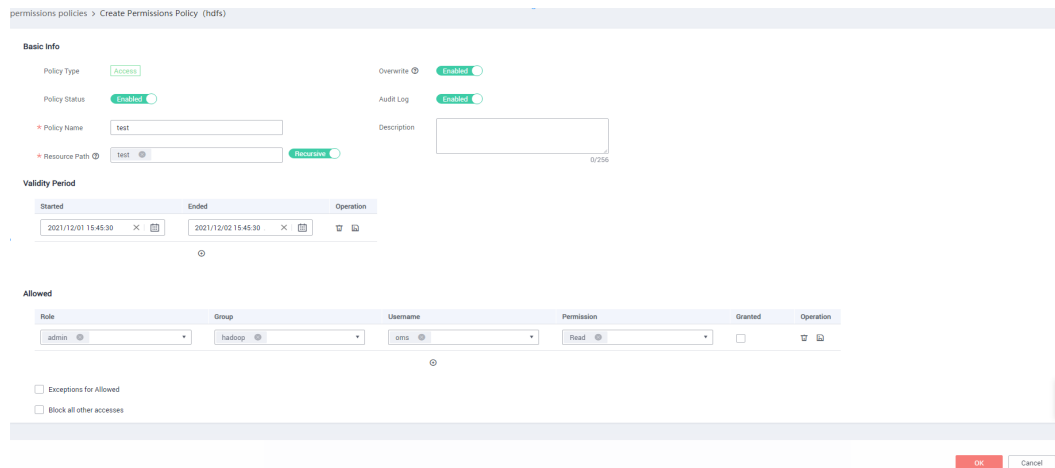 permissions policies > Create Permissions Policy (hdfs)
Basic Info
Policy Type Access Overwrite Enabled
Policy Status Enabled Audit Log Enabled
* Policy Name test Description
0/256
* Resource Path test Recursive
Validity Period
Started Ended Operation
2021/12/01 15:45:30 2021/12/02 15:45:30
Allowed
Role Group Username Permission Granted Operation
admin hadoop oms Read
Exceptions for Allowed
Block all other accesses
OK Cancel